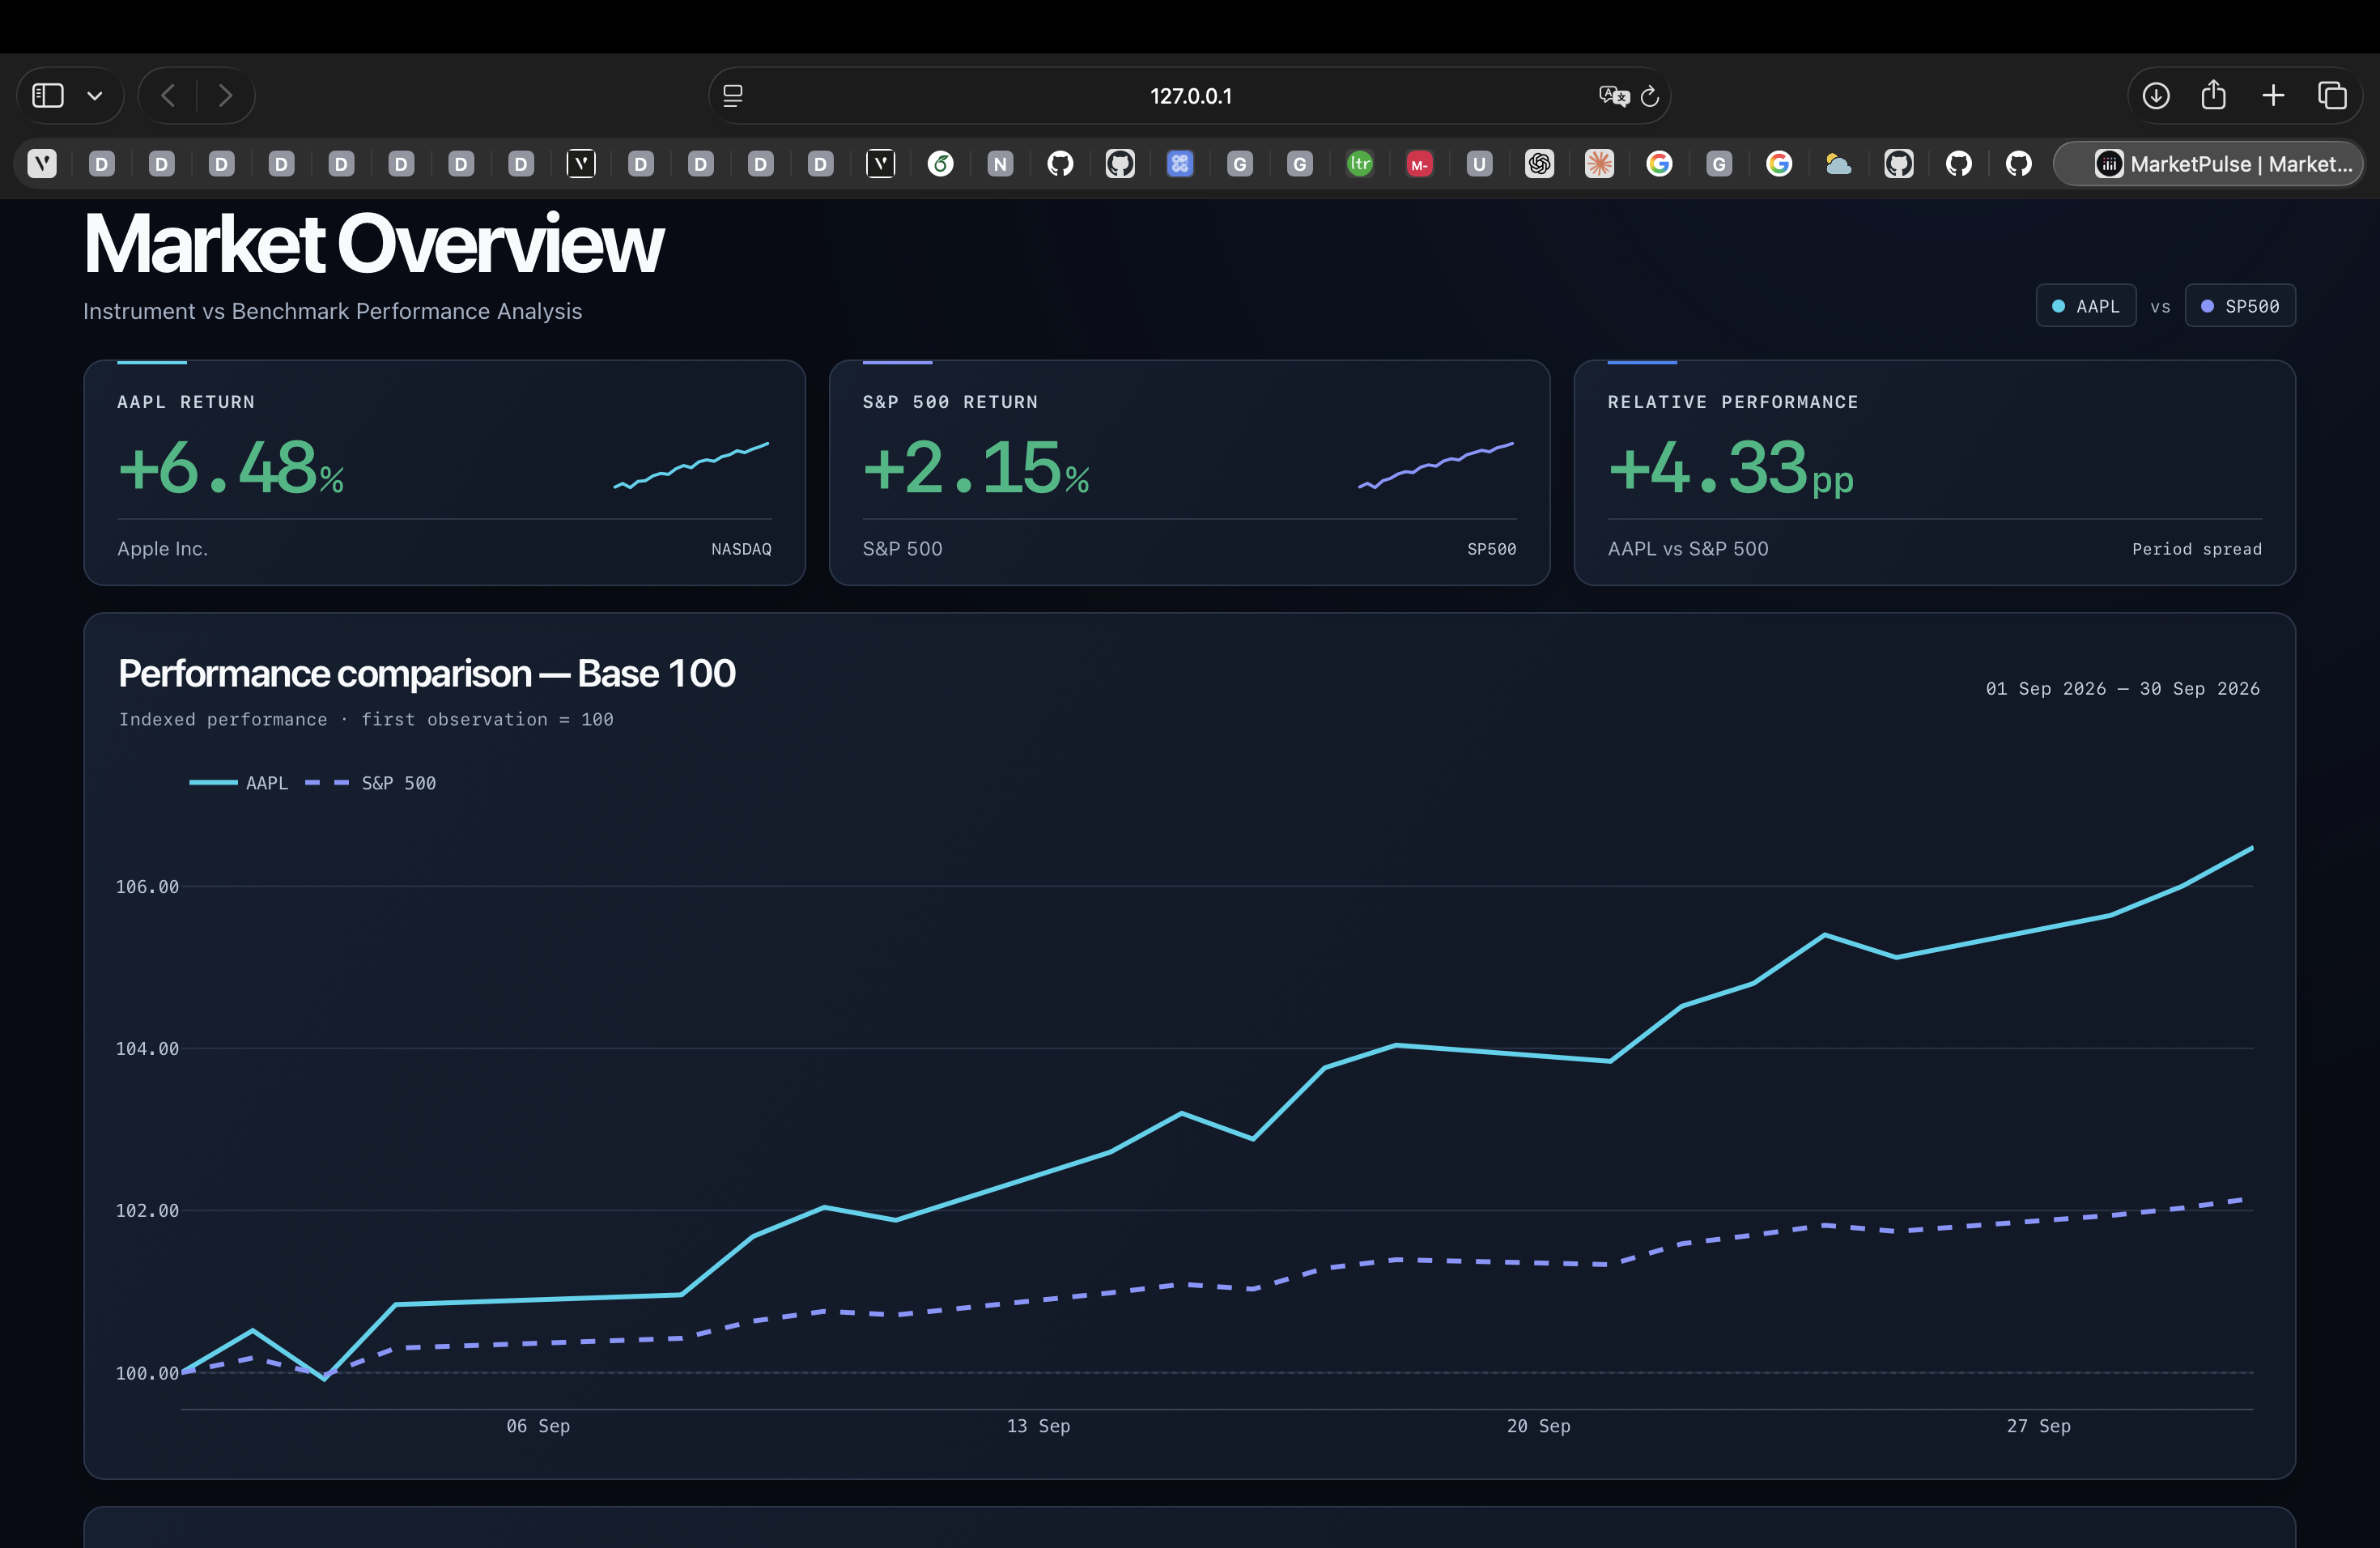 127.0.0.1
V D D D D D D D D V D D D D V 6 N G G ltr M- U G G G MarketPulse | Market...
Market Overview
Instrument vs Benchmark Performance Analysis
AAPL vs SP500
AAPL RETURN
+6.48%
Apple Inc. NASDAQ
S&P 500 RETURN
+2.15%
S&P 500 SP500
RELATIVE PERFORMANCE
+4.33pp
AAPL vs S&P 500 Period spread
Performance comparison — Base 100
01 Sep 2026 — 30 Sep 2026
Indexed performance · first observation = 100
AAPL S&P 500
106.00
104.00
102.00
100.00
06 Sep 13 Sep 20 Sep 27 Sep